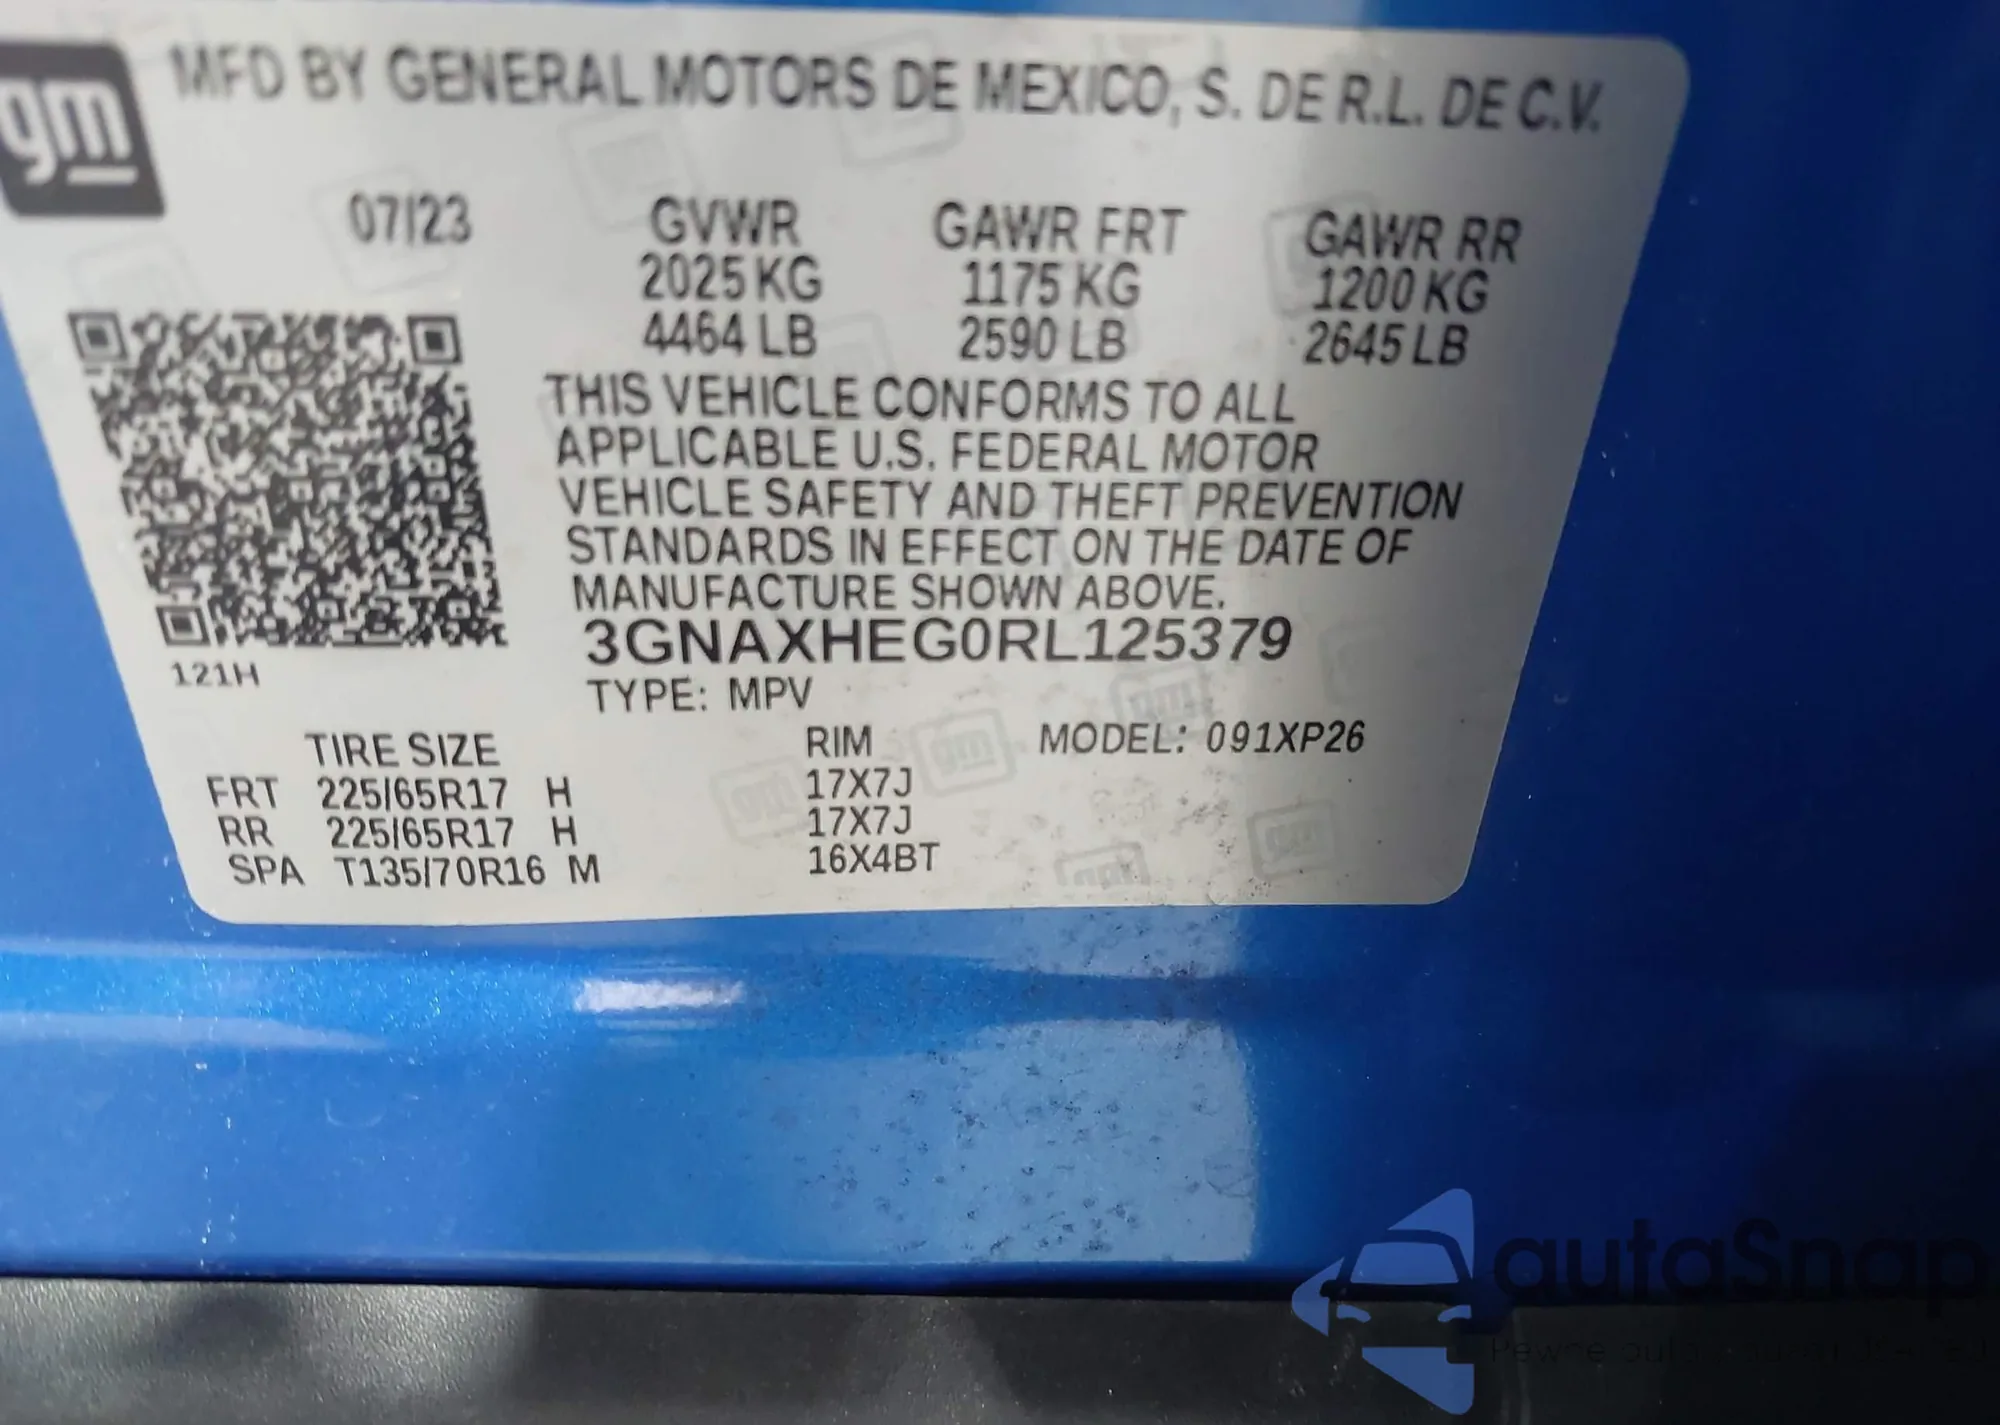 gm
MFD BY GENERAL MOTORS DE MEXICO, S. DE R.L. DE C.V.
07/23 GVWR GAWR FRT GAWR RR
2025 KG 1175 KG 1200 KG
4464 LB 2590 LB 2645 LB
THIS VEHICLE CONFORMS TO ALL
APPLICABLE U.S. FEDERAL MOTOR
VEHICLE SAFETY AND THEFT PREVENTION
STANDARDS IN EFFECT ON THE DATE OF
MANUFACTURE SHOWN ABOVE.
3GNAXHEG0RL125379
121H
TYPE: MPV
TIRE SIZE RIM MODEL: 091XP26
FRT 225/65R17 H 17X7J
RR 225/65R17 H 17X7J
SPA T135/70R16 M 16X4BT
autaSnap
Pewne auta